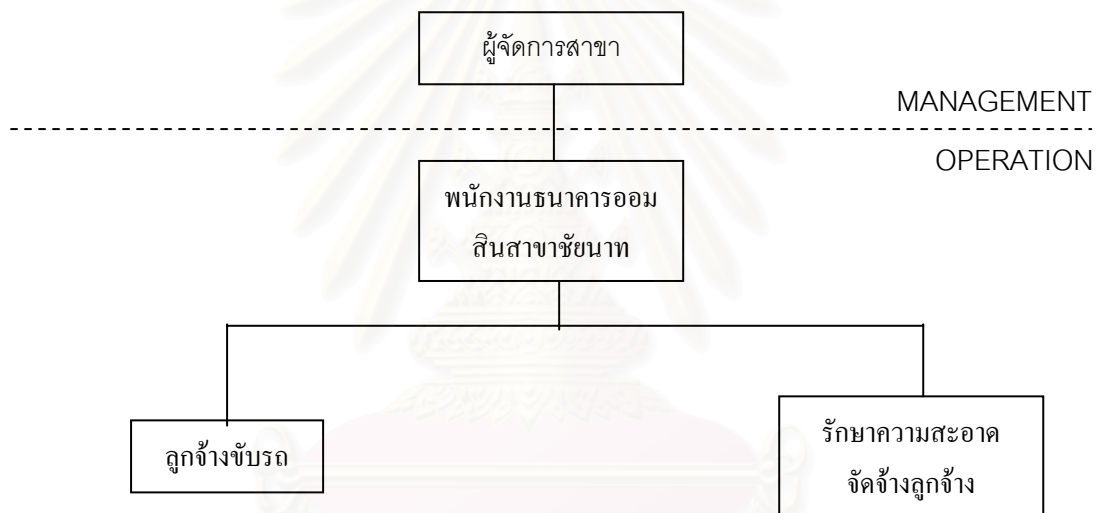 ผู้จัดการสาขา
MANAGEMENT
OPERATION
พนักงานธนาคารออม
สินสาขาชัยนาท
ลูกจ้างขับรถ
รักษาความสะอาด
จัดจ้างลูกจ้าง